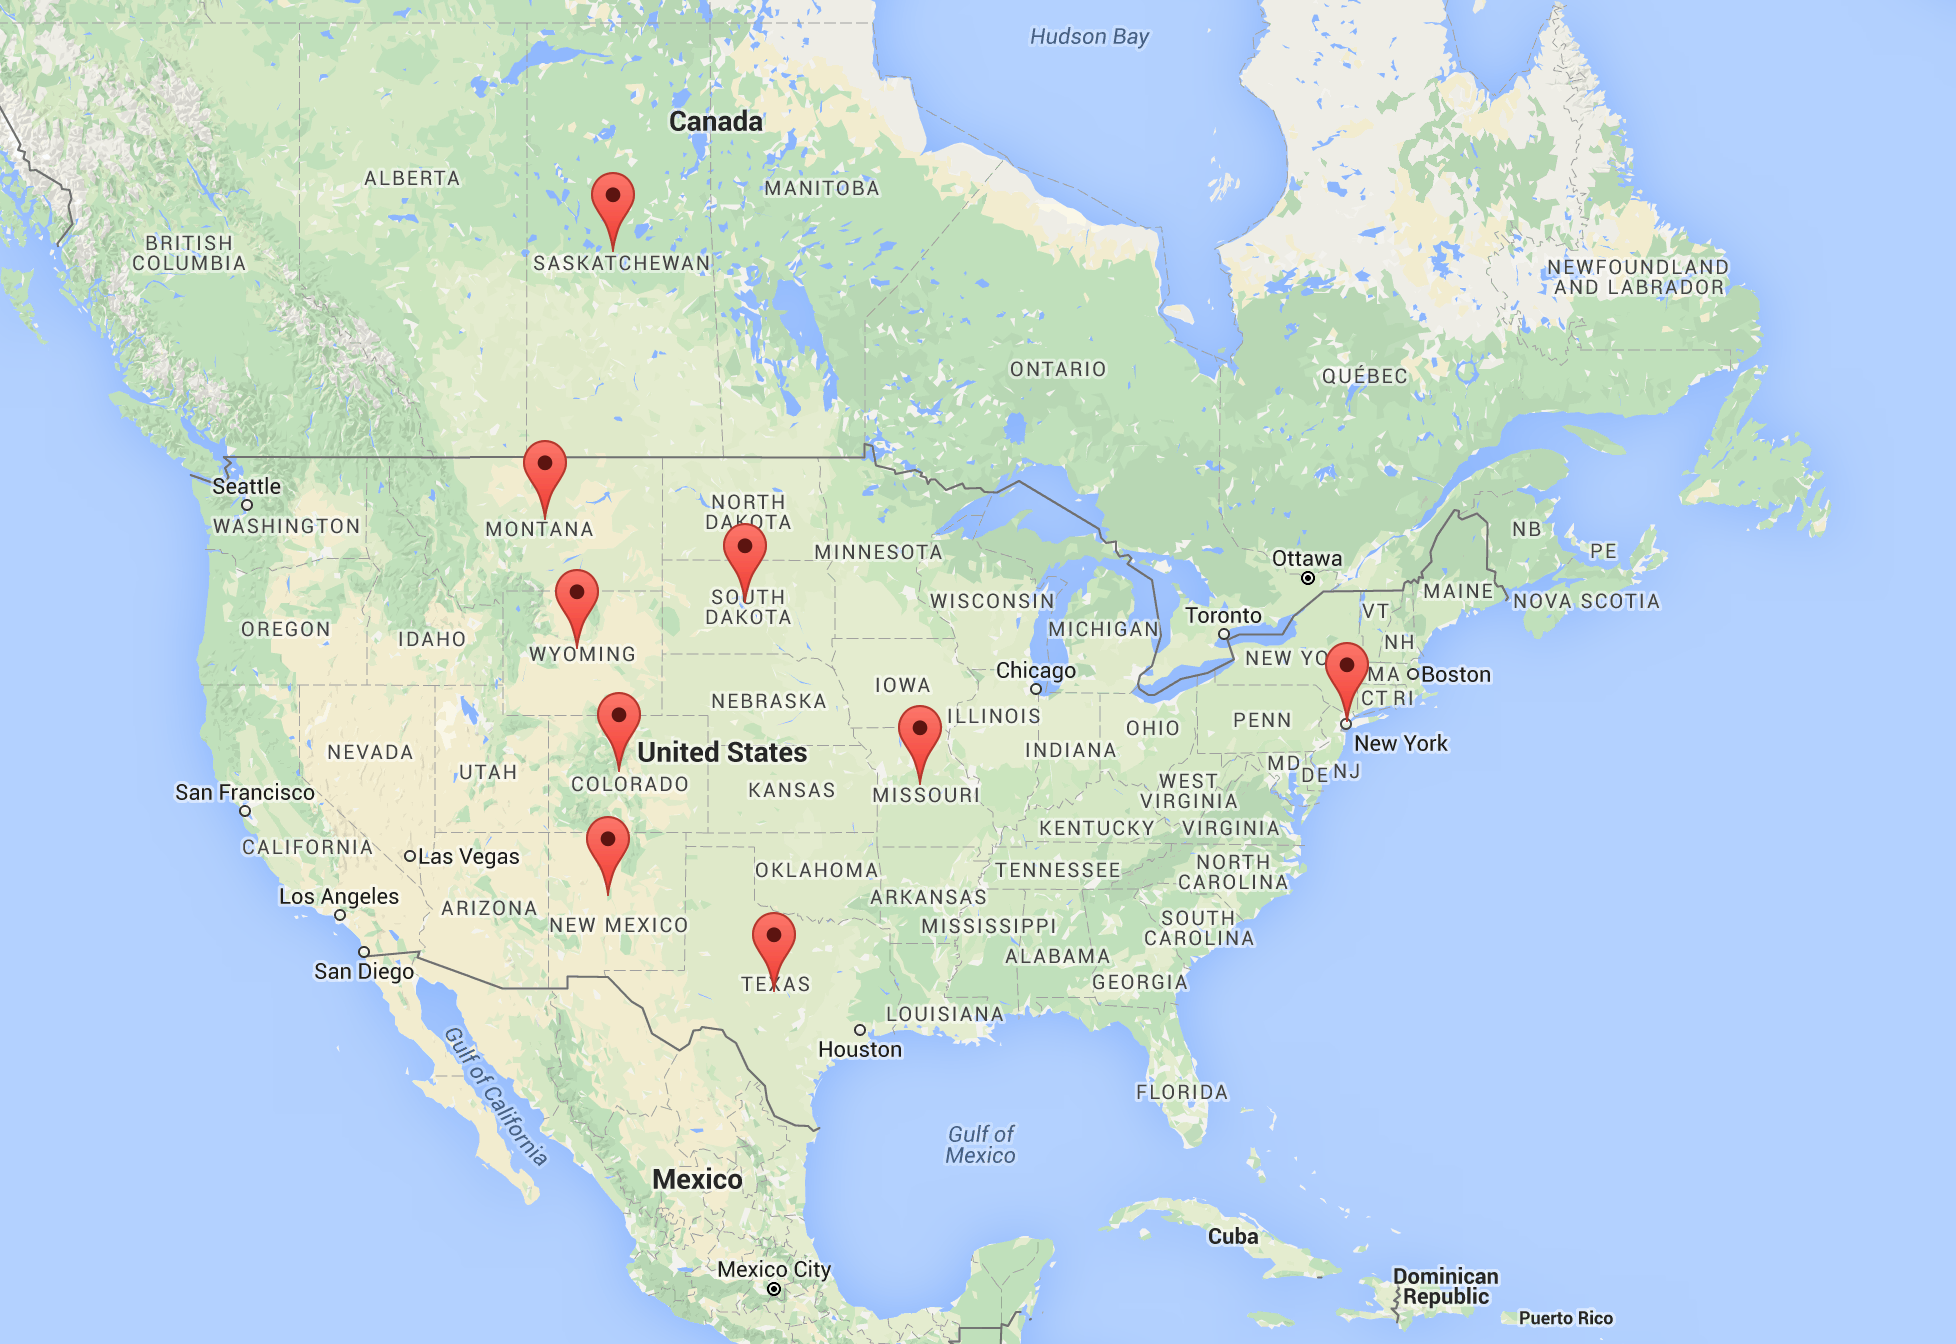 Hudson Bay
Canada
ALBERTA
MANITOBA
SASKATCHEWAN
BRITISH
COLUMBIA
NEWFOUNDLAND
AND LABRADOR
ONTARIO
QUÉBEC
Seattle
WASHINGTON
MONTANA
NORTH
DAKOTA
MINNESOTA
NB
PE
Ottawa
MAINE
NOVA SCOTIA
SOUTH
DAKOTA
WISCONSIN
VT
Toronto
OREGON
IDAHO
MICHIGAN
NH
WYOMING
NEW YO
Chicago
MA
Boston
IOWA
CT
RI
NEBRASKA
ILLINOIS
OHIO
PENN
New York
NEVADA
United States
INDIANA
UTAH
MD
DE
NJ
COLORADO
KANSAS
MISSOURI
WEST
VIRGINIA
San Francisco
KENTUCKY
VIRGINIA
CALIFORNIA
Las Vegas
OKLAHOMA
TENNESSEE
NORTH
CAROLINA
Los Angeles
ARIZONA
ARKANSAS
NEW MEXICO
MISSISSIPPI
SOUTH
CAROLINA
ALABAMA
San Diego
TEXAS
GEORGIA
LOUISIANA
Houston
Gulf of California
FLORIDA
Gulf of
Mexico
Mexico
Cuba
Mexico City
Dominican
Republic
Puerto Rico